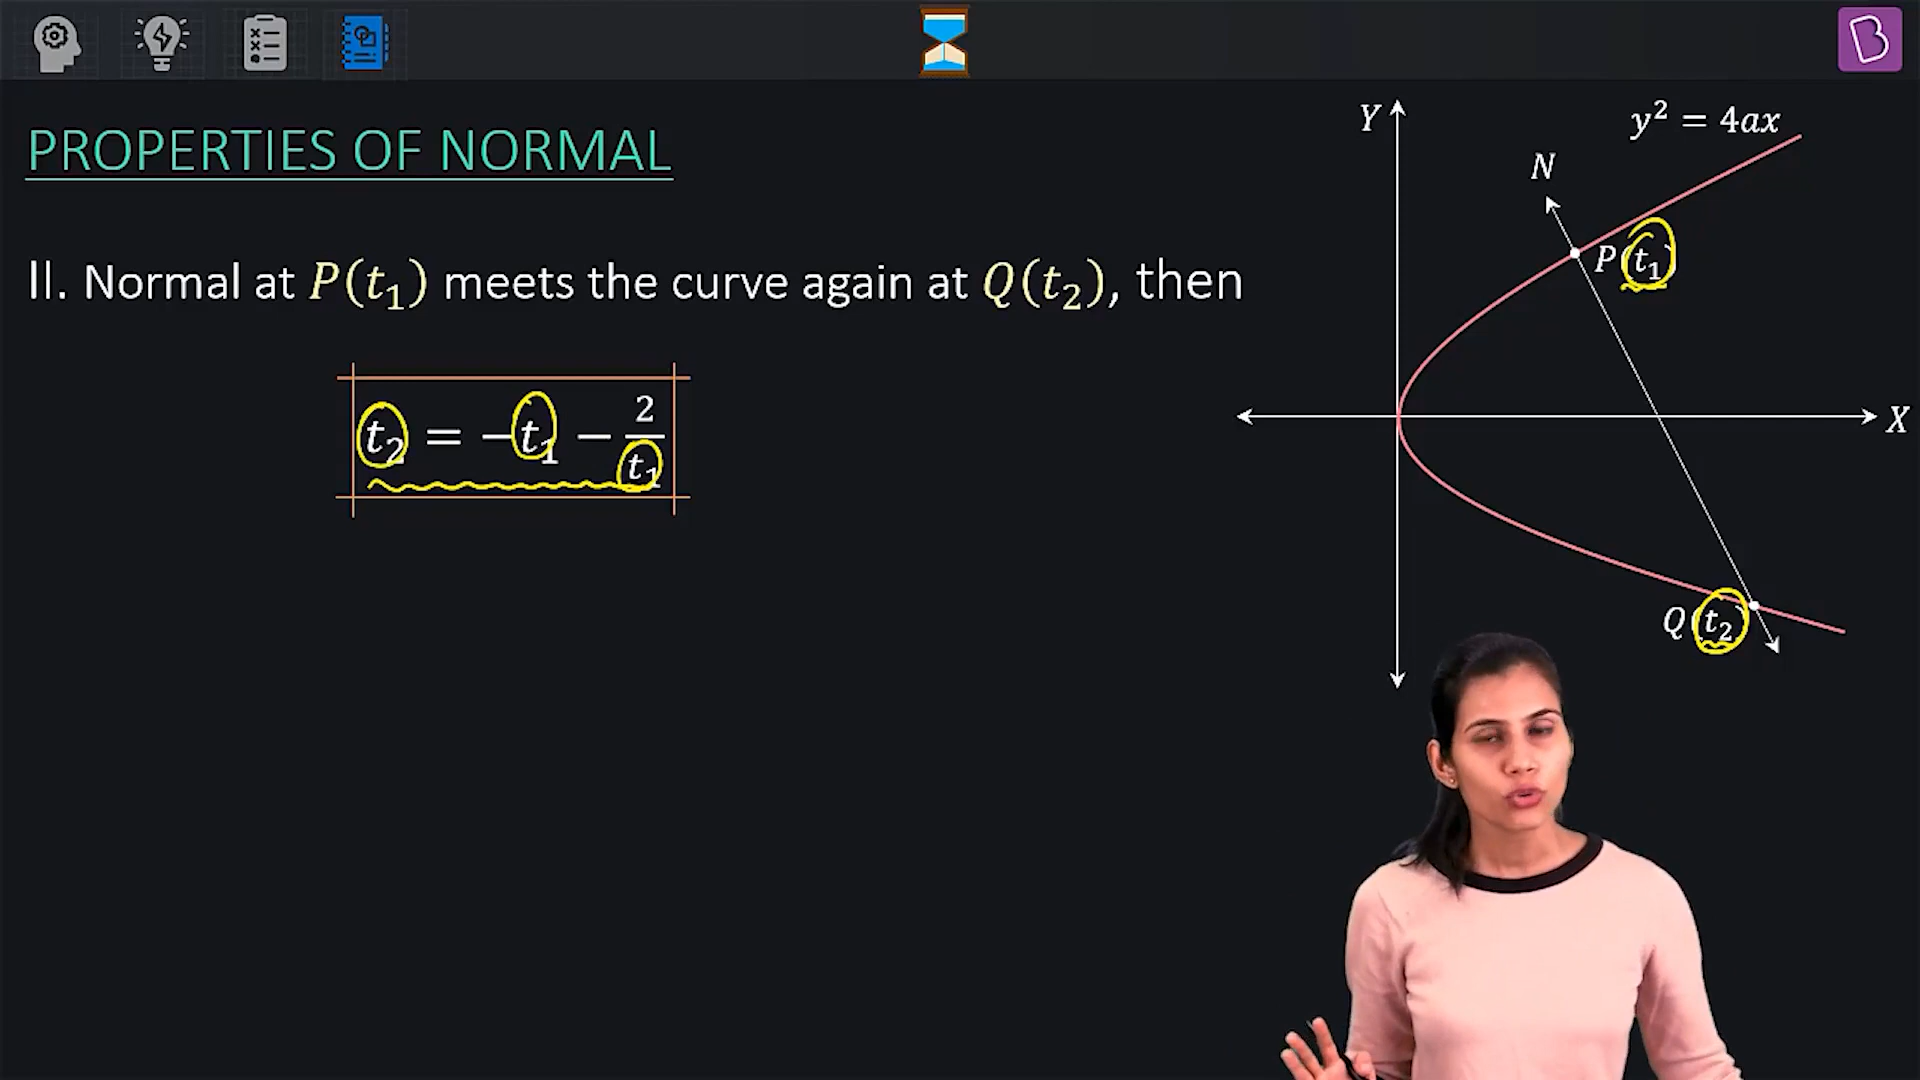 PROPERTIES OF NORMAL
II. Normal at P(t₁) meets the curve again at Q(t₂), then
t₂ = −t₁ − 2/t₁
Y
y² = 4ax
N
P(t₁)
X
Q(t₂)
B